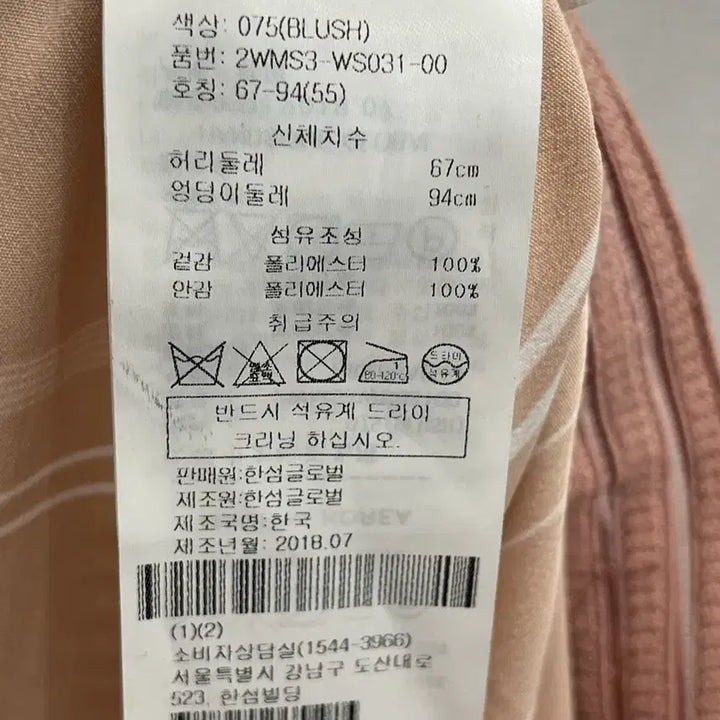 색상: 075(BLUSH)
품번: 2WMS3-WS031-00
호칭: 67-94(55)
신체치수
허리둘레 67cm
엉덩이둘레 94cm
섬유조성
겉감 폴리에스터 100%
안감 폴리에스터 100%
취급주의
염소 표백
1 80-120℃
드라이 석유계
반드시 석유계 드라이
크리닝 하십시오.
판매원:한섬글로벌
제조원:한섬글로벌
제조국명:한국
제조년월: 2018.07
(1)(2)
소비자상담실(1544-3966)
서울특별시 강남구 도산대로
523, 한섬빌딩